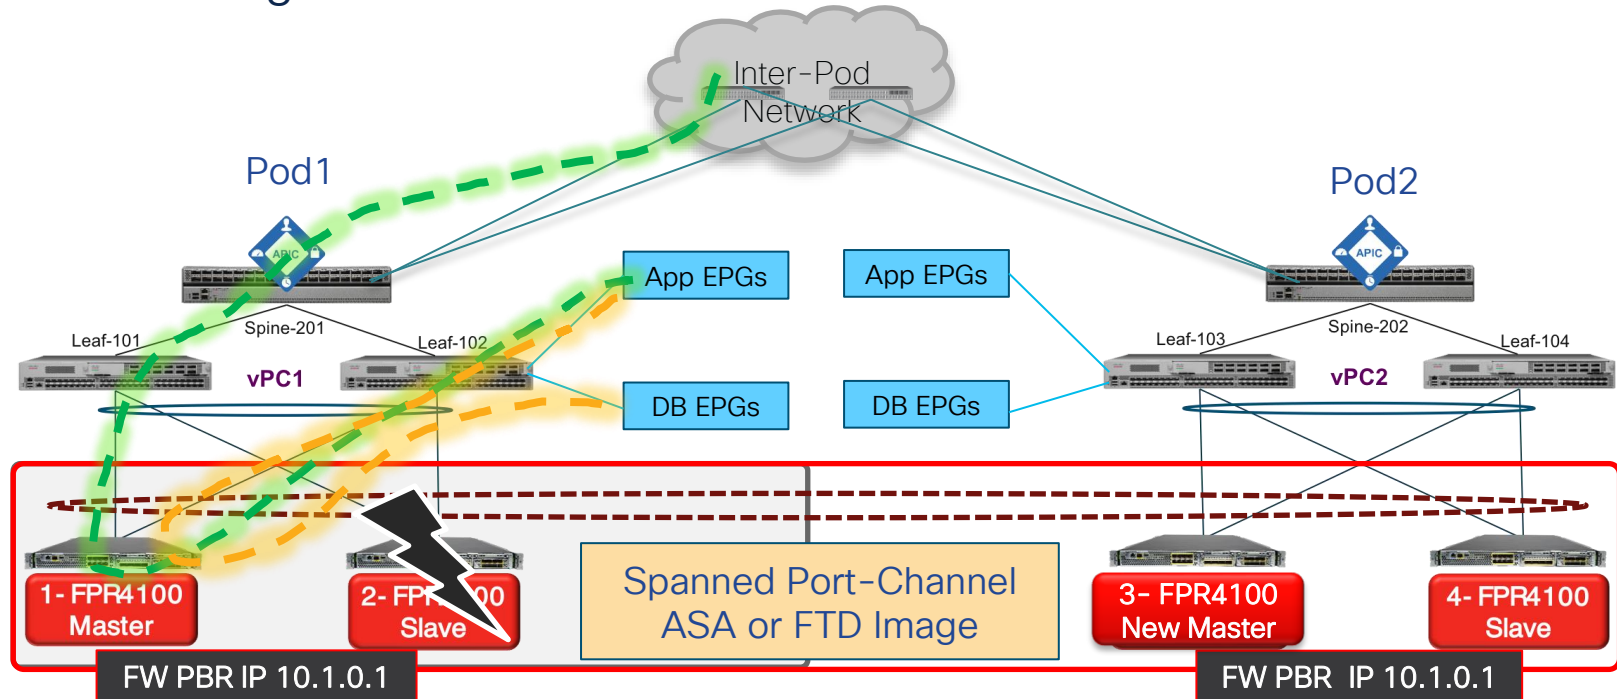 Inter-Pod
Network
Pod1
Pod2
APIC
APIC
App EPGs
App EPGs
Spine-201
Spine-202
Leaf-101
Leaf-102
Leaf-103
Leaf-104
vPC1
vPC2
DB EPGs
DB EPGs
Spanned Port-Channel
ASA or FTD Image
1- FPR4100
Master
Slave
3- FPR4100
New Master
4- FPR4100
Slave
FW PBR IP 10.1.0.1
FW PBR IP 10.1.0.1